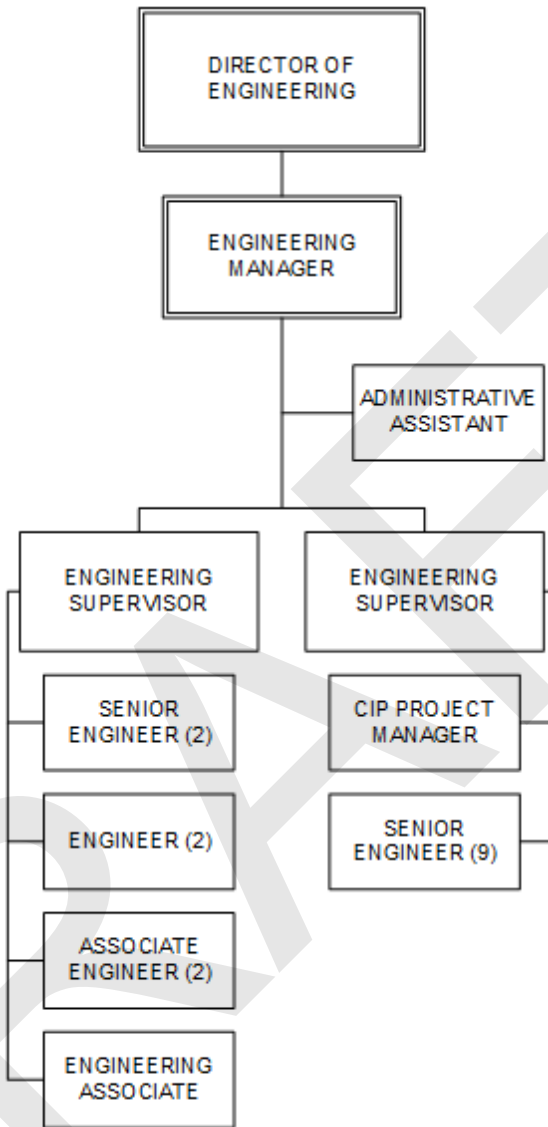 DIRECTOR OF
ENGINEERING
ENGINEERING
MANAGER
ADMINISTRATIVE
ASSISTANT
ENGINEERING
SUPERVISOR
SENIOR
ENGINEER (2)
ENGINEER (2)
ASSOCIATE
ENGINEER (2)
ENGINEERING
ASSOCIATE
ENGINEERING
SUPERVISOR
CIP PROJECT
MANAGER
SENIOR
ENGINEER (9)